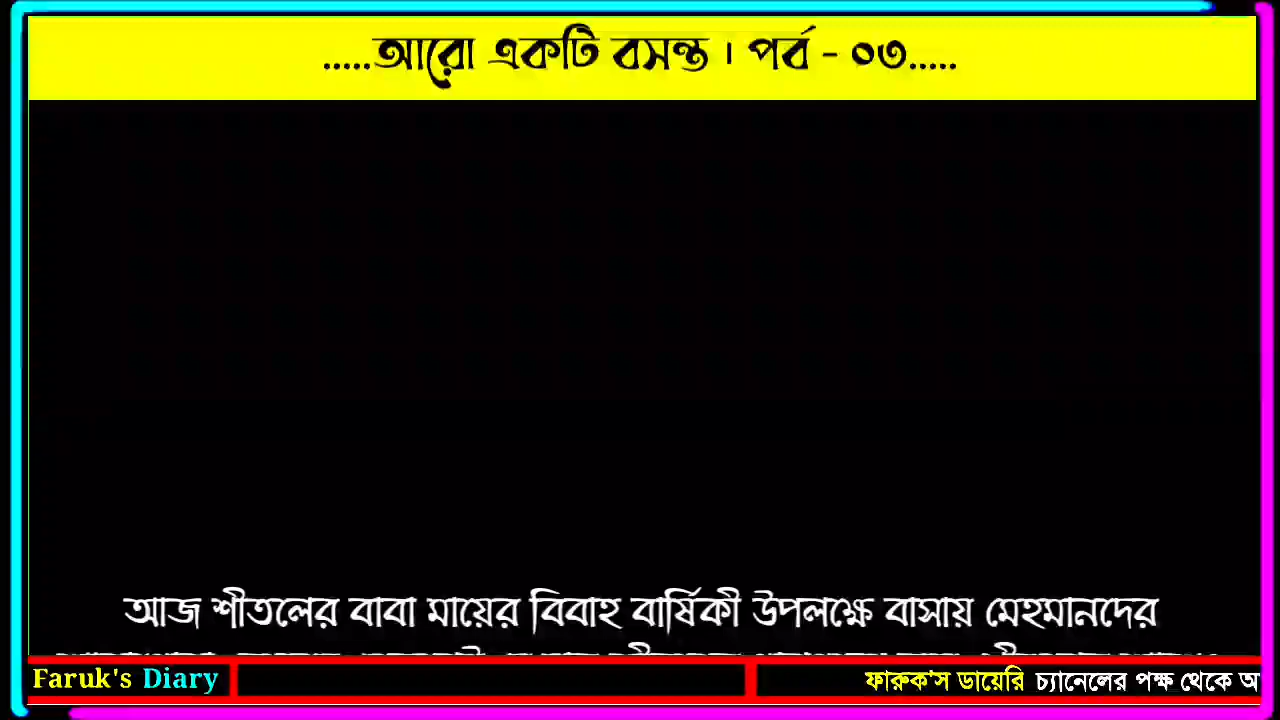 .....আরো একটি বসন্ত । পর্ব - ০৩.....
আজ শীতলের বাবা মায়ের বিবাহ বার্ষিকী উপলক্ষে বাসায় মেহমানদের
Faruk's Diary
ফারুক'স ডায়েরি চ্যানেলের পক্ষ থেকে